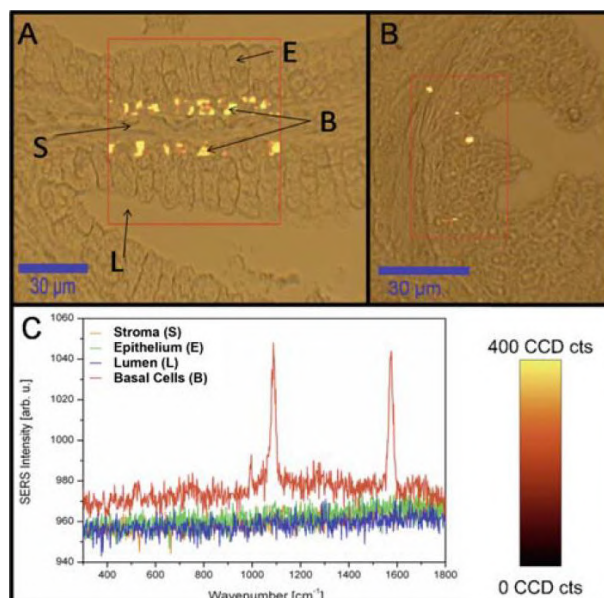 A
E
B
S
L
30 µm
B
30 µm
C
Stroma (S)
Epithelium (E)
Lumen (L)
Basal Cells (B)
SERS Intensity [arb. u.]
1060
1040
1020
1000
980
960
940
400 600 800 1000 1200 1400 1600 1800
Wavenumber [cm⁻¹]
400 CCD cts
0 CCD cts